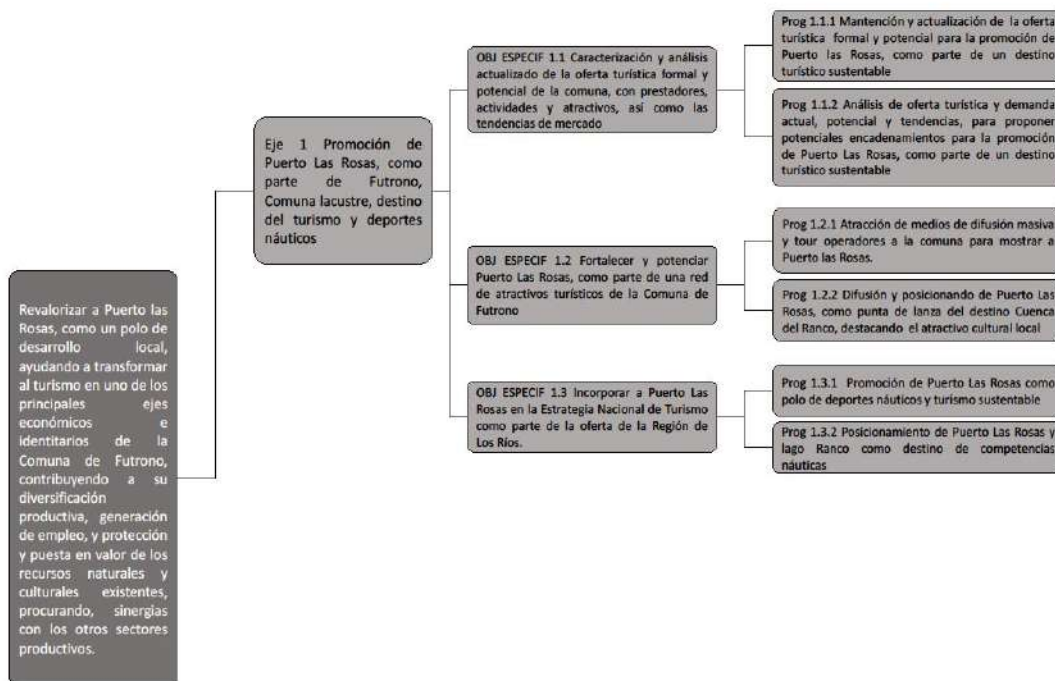 Revalorizar a Puerto las
Rosas, como un polo de
desarrollo local,
ayudando a transformar
al turismo en uno de los
principales ejes
económicos e
identitarios de la
Comuna de Futrono,
contribuyendo a su
diversificación
productiva, generación
de empleo, y protección
y puesta en valor de los
recursos naturales y
culturales existentes,
procurando, sinergias
con los otros sectores
productivos.
Eje 1 Promoción de
Puerto Las Rosas, como
parte de Futrono,
Comuna lacustre, destino
del turismo y deportes
náuticos
OBJ ESPECIF 1.1 Caracterización y análisis
actualizado de la oferta turística formal y
potencial de la comuna, con prestadores,
actividades y atractivos, así como las
tendencias de mercado
Prog 1.1.1 Mantención y actualización de la oferta
turística formal y potencial para la promoción de
Puerto las Rosas, como parte de un destino
turístico sustentable
Prog 1.1.2 Análisis de oferta turística y demanda
actual, potencial y tendencias, para proponer
potenciales encadenamientos para la promoción
de Puerto Las Rosas, como parte de un destino
turístico sustentable
OBJ ESPECIF 1.2 Fortalecer y potenciar
Puerto Las Rosas, como parte de una red
de atractivos turísticos de la Comuna de
Futrono
Prog 1.2.1 Atracción de medios de difusión masiva
y tour operadores a la comuna para mostrar a
Puerto las Rosas.
Prog 1.2.2 Difusión y posicionando de Puerto Las
Rosas, como punta de lanza del destino Cuenca
del Ranco, destacando el atractivo cultural local
OBJ ESPECIF 1.3 Incorporar a Puerto Las
Rosas en la Estrategia Nacional de Turismo
como parte de la oferta de la Región de
Los Ríos.
Prog 1.3.1 Promoción de Puerto Las Rosas como
polo de deportes náuticos y turismo sustentable
Prog 1.3.2 Posicionamiento de Puerto Las Rosas y
lago Ranco como destino de competencias
náuticas